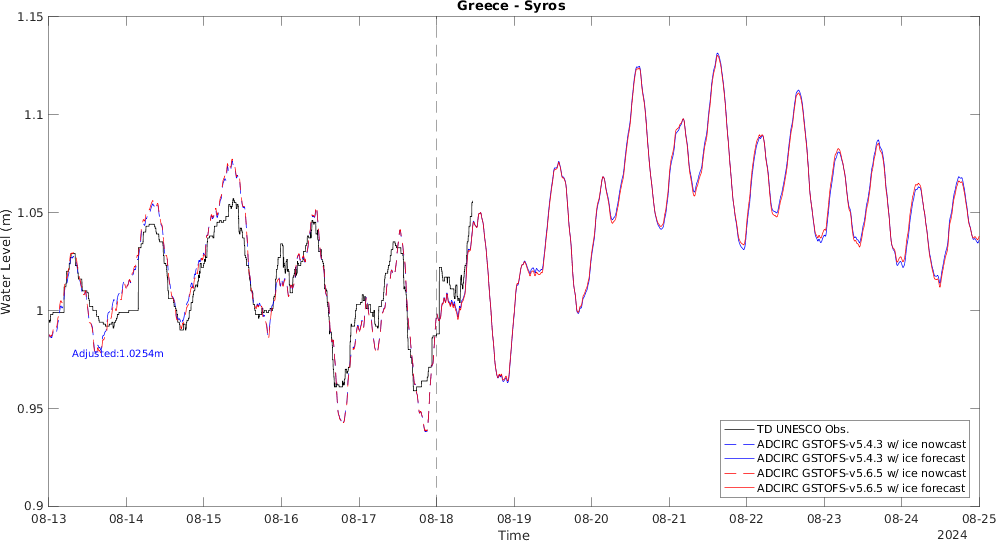 Greece - Syros
Water Level (m)
1.15
1.1
1.05
1
0.95
0.9
Adjusted:1.0254m
TD UNESCO Obs.
ADCIRC GSTOFS-v5.4.3 w/ ice nowcast
ADCIRC GSTOFS-v5.4.3 w/ ice forecast
ADCIRC GSTOFS-v5.6.5 w/ ice nowcast
ADCIRC GSTOFS-v5.6.5 w/ ice forecast
08-13 08-14 08-15 08-16 08-17 08-18 08-19 08-20 08-21 08-22 08-23 08-24 08-25
Time
2024